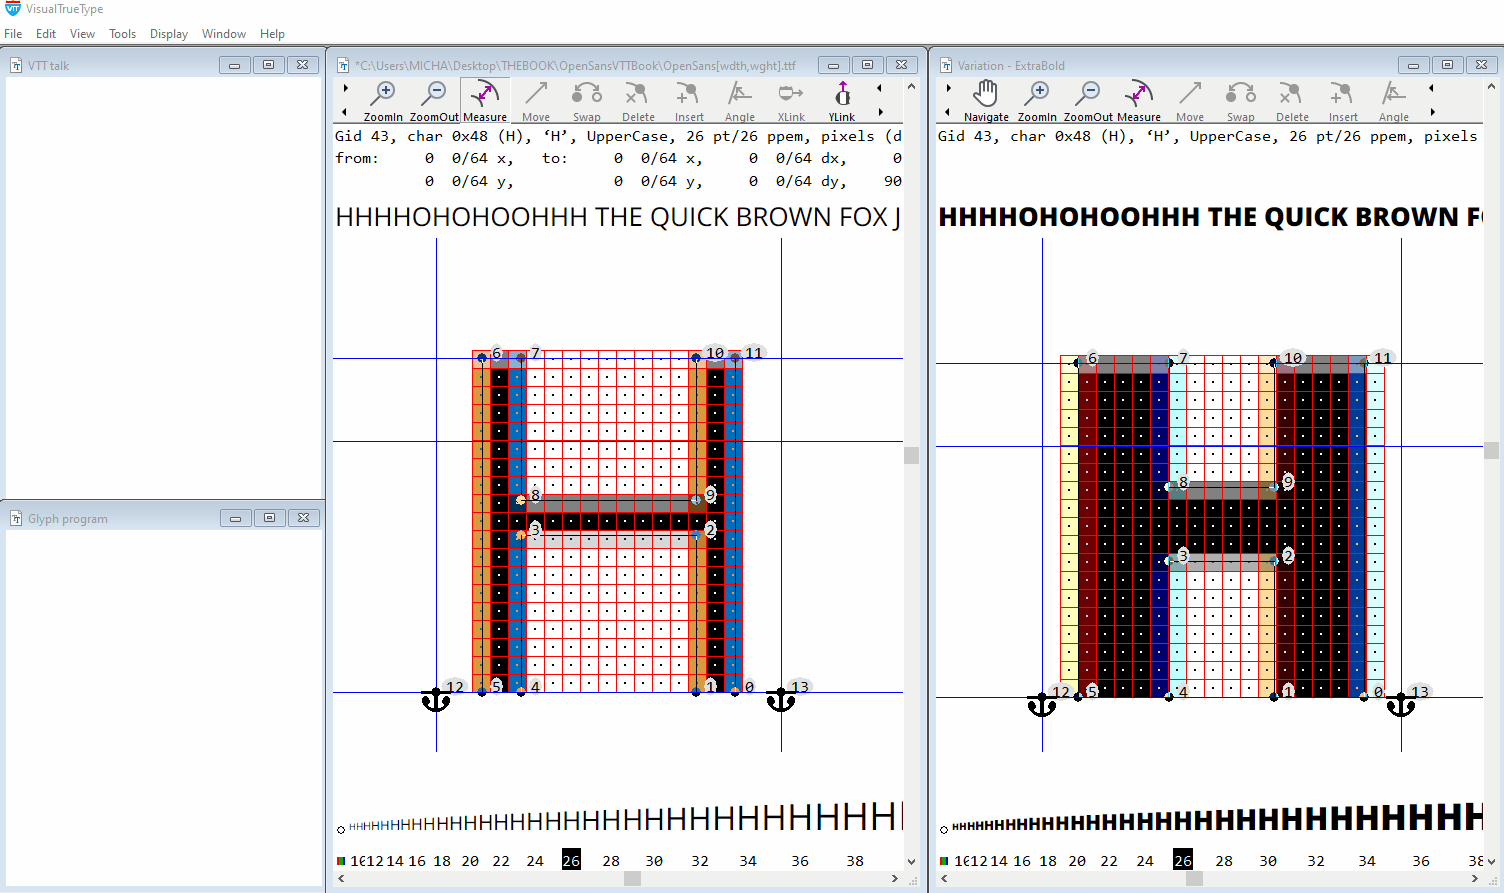 VisualTrueType
File Edit View Tools Display Window Help
VTT talk
Glyph program
*C:\Users\MICHA\Desktop\THEBOOK\OpenSansVTTBook\OpenSans[wdth,wght].ttf
ZoomIn ZoomOut Measure Move Swap Delete Insert Angle XLink YLink
Gid 43, char 0x48 (H), ‘H’, UpperCase, 26 pt/26 ppem, pixels (d
from: 0 0/64 x, to: 0 0/64 x, 0 0/64 dx, 0
0 0/64 y, 0 0/64 y, 0 0/64 dy, 90
HHHHOHOHOOHHH THE QUICK BROWN FOX J
6 7 10 11
8 9
3 2
12 5 4 1 0 13
HHHHHHHHHHHHHHHHHHHHHHH
10 12 14 16 18 20 22 24 26 28 30 32 34 36 38
Variation - ExtraBold
Navigate ZoomIn ZoomOut Measure Move Swap Delete Insert Angle
Gid 43, char 0x48 (H), ‘H’, UpperCase, 26 pt/26 ppem, pixels
HHHHOHOHOOHHH THE QUICK BROWN F
6 7 10 11
8 9
3 2
12 5 4 1 0 13
HHHHHHHHHHHHHHHHHHHHHH
10 12 14 16 18 20 22 24 26 28 30 32 34 36 38